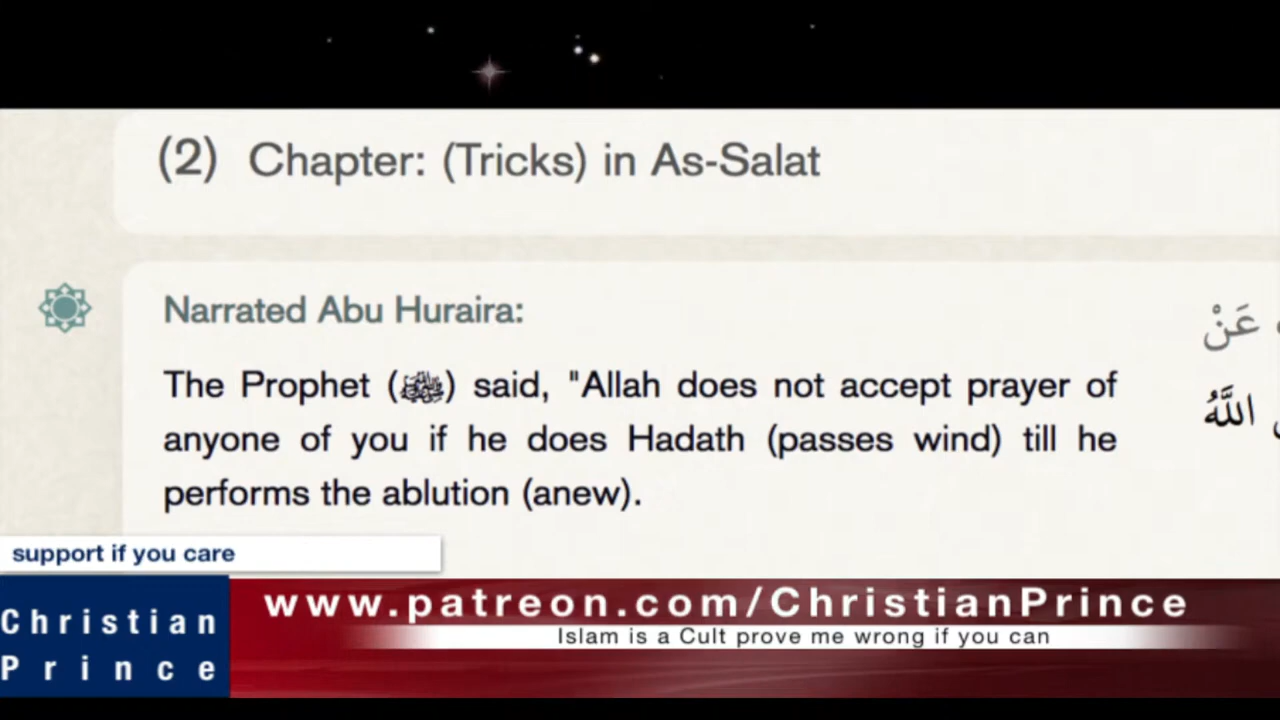 (2) Chapter: (Tricks) in As-Salat
Narrated Abu Huraira:
The Prophet (ﷺ) said, "Allah does not accept prayer of
anyone of you if he does Hadath (passes wind) till he
performs the ablution (anew).
عَنْ
اللَّهُ
support if you care
Christian
Prince
www.patreon.com/ChristianPrince
Islam is a Cult prove me wrong if you can